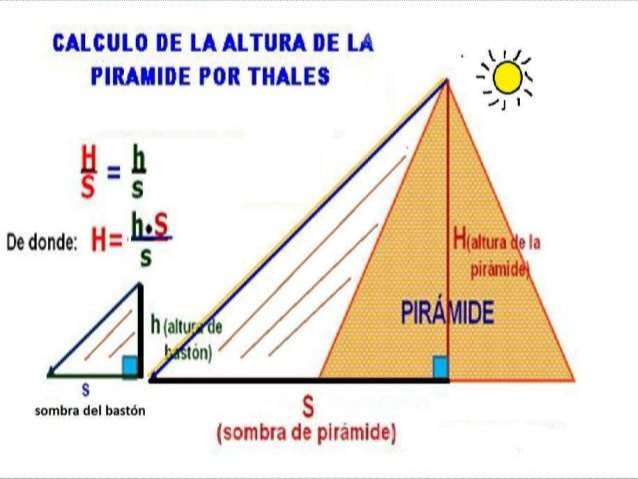 CALCULO DE LA ALTURA DE LA
PIRAMIDE POR THALES
H/S = h/s
De donde: H= h•S/s
H(altura de la
pirámide)
PIRÁMIDE
h (altura de
bastón)
S
sombra del bastón
S
(sombra de pirámide)